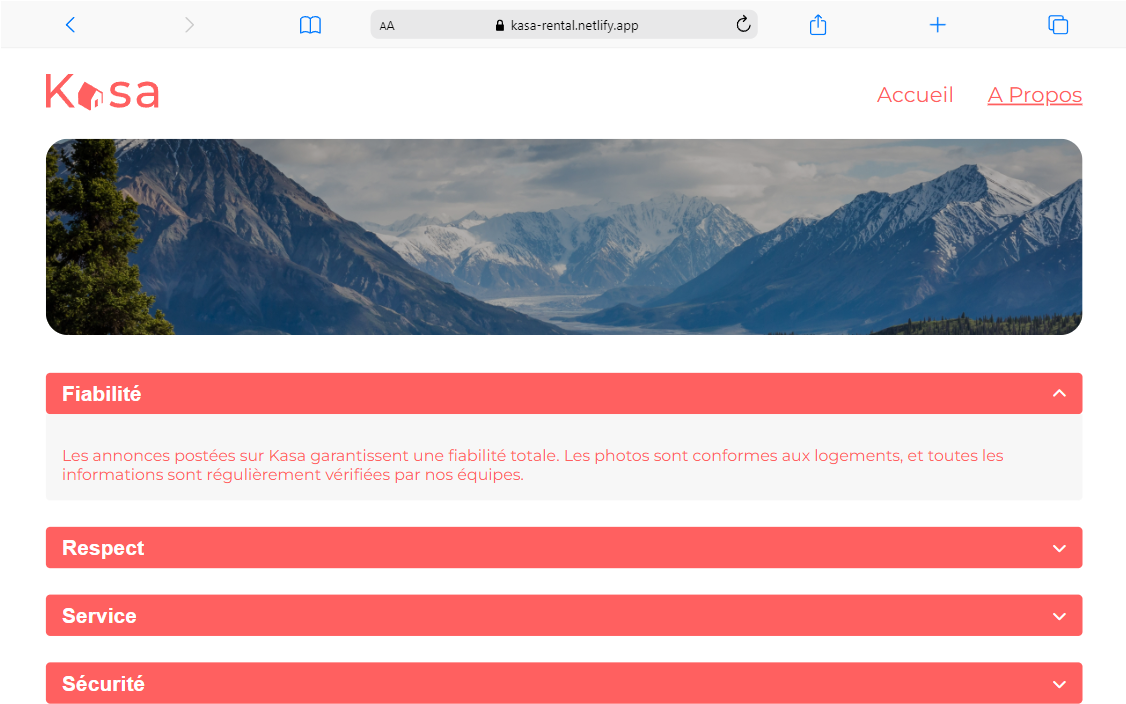 AA
kasa-rental.netlify.app
Kasa
Accueil
A Propos
Fiabilité
Les annonces postées sur Kasa garantissent une fiabilité totale. Les photos sont conformes aux logements, et toutes les
informations sont régulièrement vérifiées par nos équipes.
Respect
Service
Sécurité